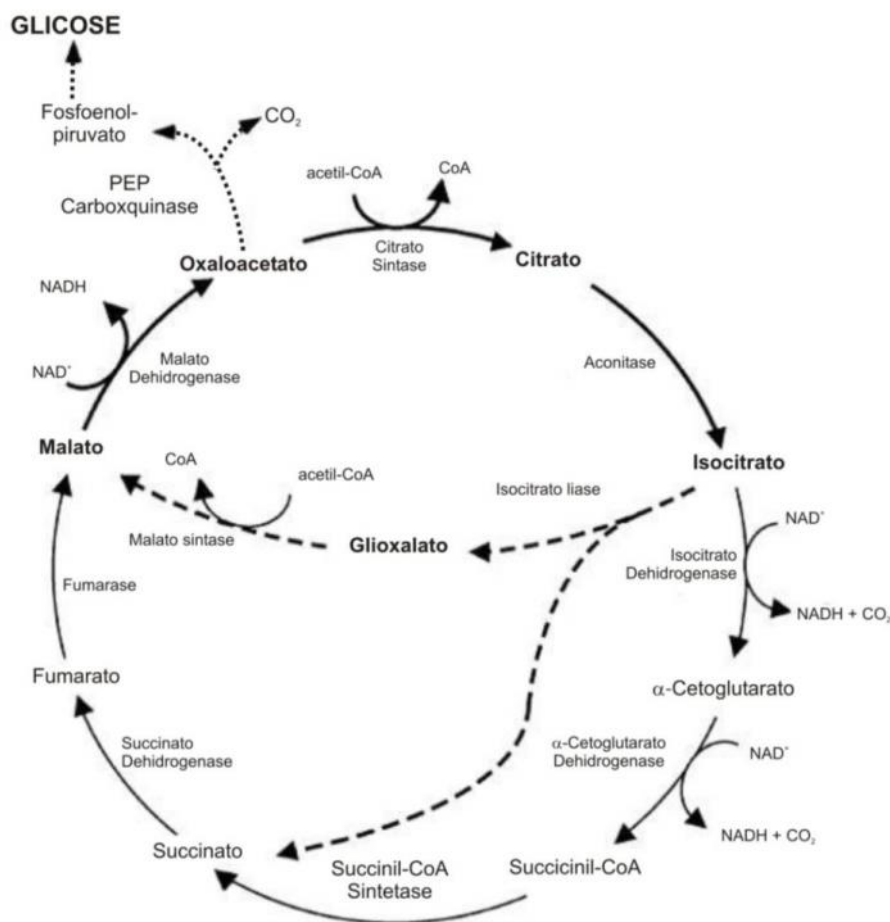 GLICOSE
Fosfoenol-
piruvato
CO₂
PEP
Carboxquinase
acetil-CoA
CoA
Citrato
Sintase
Oxaloacetato
Citrato
NADH
NAD⁺
Malato
Dehidrogenase
Aconitase
Malato
CoA
acetil-CoA
Isocitrato liase
Isocitrato
Malato sintase
Glioxalato
NAD⁺
Isocitrato
Dehidrogenase
NADH + CO₂
Fumarase
Fumarato
α-Cetoglutarato
Succinato
Dehidrogenase
α-Cetoglutarato
Dehidrogenase
NAD⁺
NADH + CO₂
Succinato
Succinil-CoA
Sintetase
Succicinil-CoA